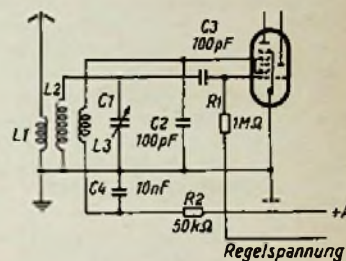 C3
100pF
L2
C1
R1
1MΩ
L1
L3
C2
100pF
C4
10nF
R2
50kΩ
+A
Regelspannung